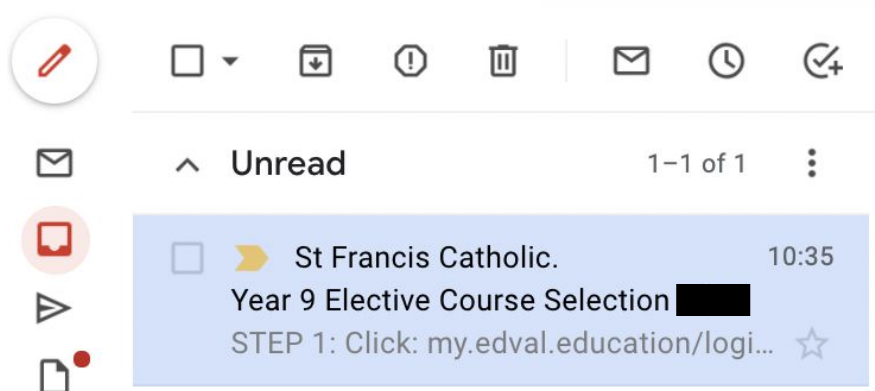 Unread
1–1 of 1
St Francis Catholic.
10:35
Year 9 Elective Course Selection
STEP 1: Click: my.edval.education/logi...